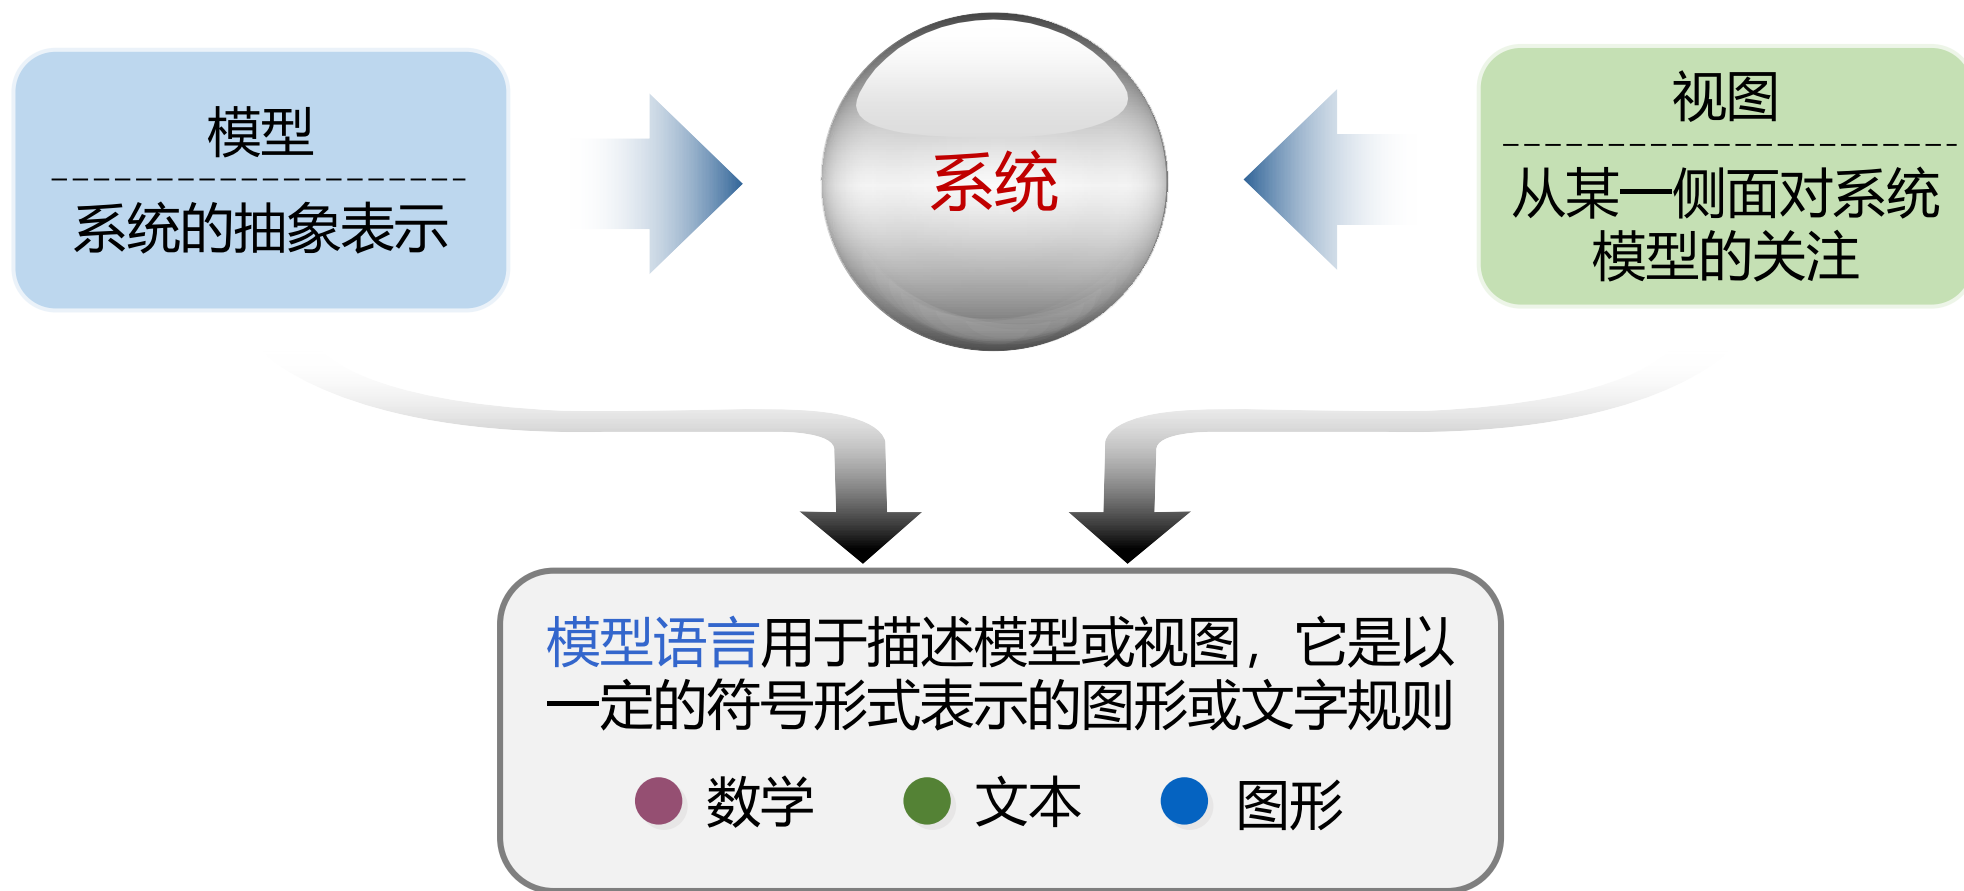 模型
系统的抽象表示
系统
视图
从某一侧面对系统
模型的关注
模型语言用于描述模型或视图，它是以
一定的符号形式表示的图形或文字规则
数学
文本
图形